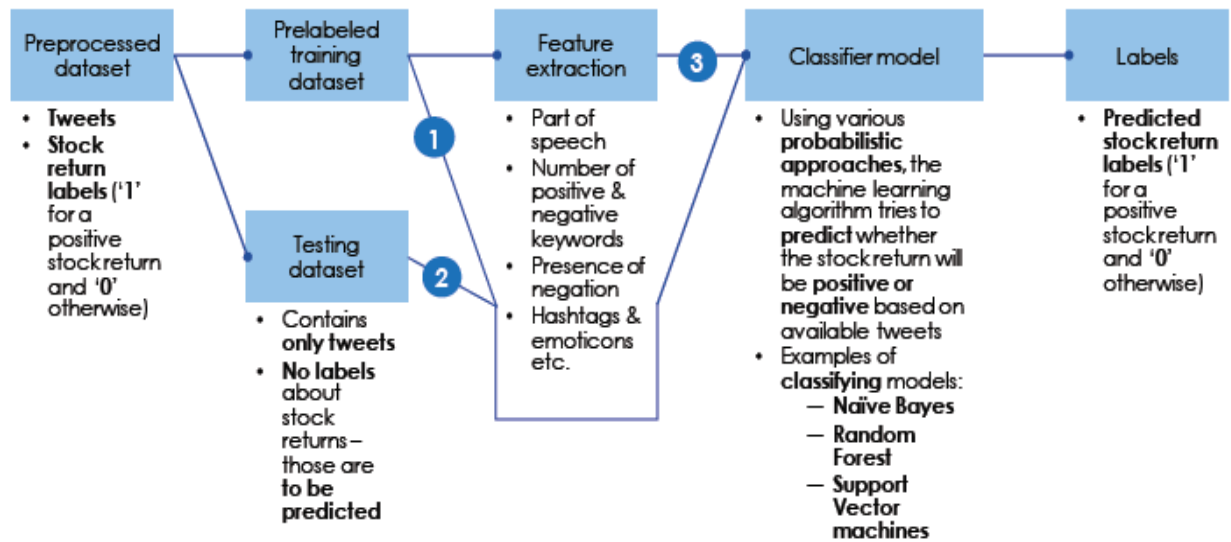 Preprocessed
dataset
• Tweets
• Stock
return
labels (‘1’
for a
positive
stock return
and ‘0’
otherwise)
Prelabeled
training
dataset
1
Testing
dataset
2
• Contains
only tweets
• No labels
about
stock
returns–
those are
to be
predicted
Feature
extraction
• Part of
speech
• Number of
positive &
negative
keywords
• Presence of
negation
• Hashtags &
emoticons
etc.
3
Classifier model
• Using various
probabilistic
approaches, the
machine learning
algorithm tries to
predict whether
the stock return will
be positive or
negative based on
available tweets
• Examples of
classifying models:
— Naïve Bayes
— Random
Forest
— Support
Vector
machines
Labels
• Predicted
stock return
labels (‘1’
for a
positive
stock return
and ‘0’
otherwise)